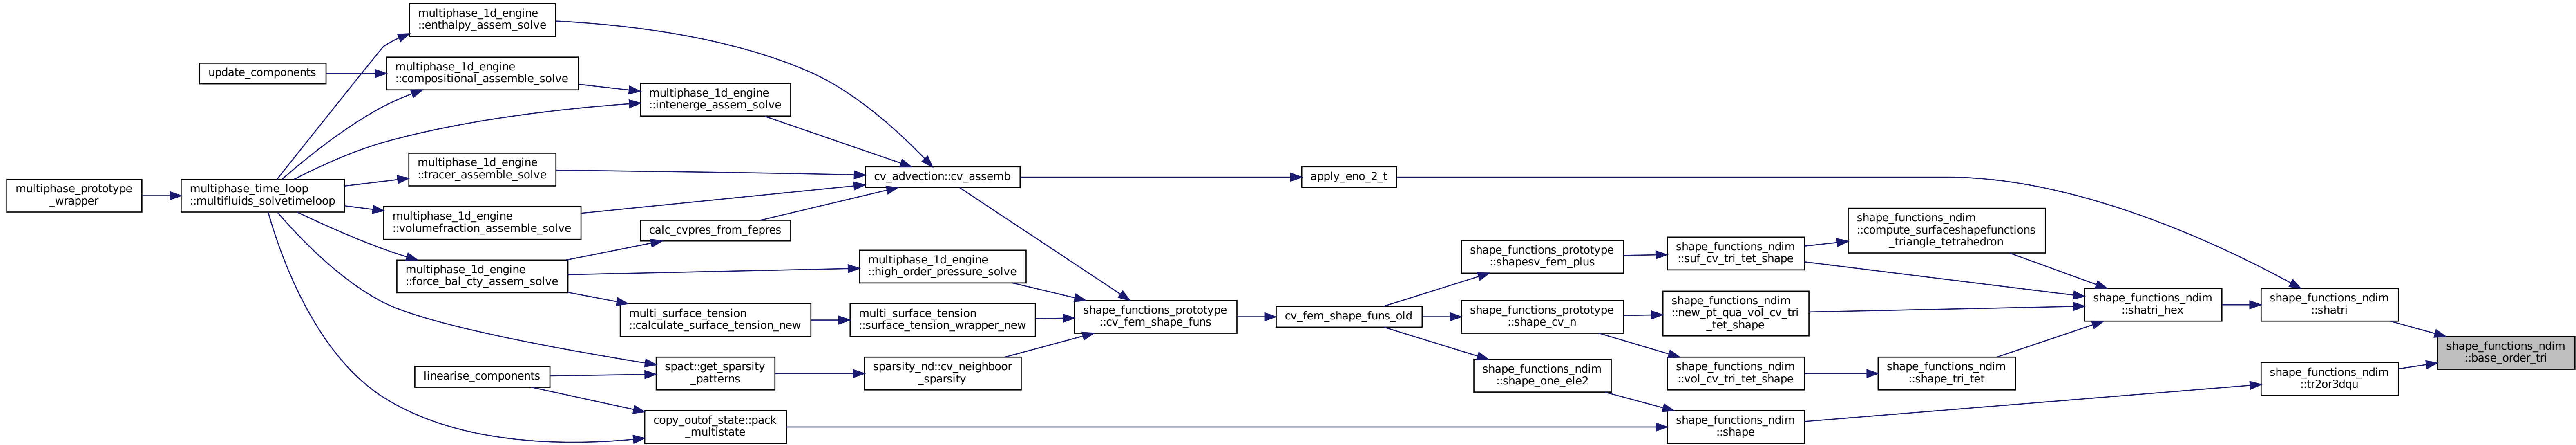 multiphase_prototype
_wrapper
update_components
multiphase_time_loop
::multifluids_solvetimeloop
multiphase_1d_engine
::enthalpy_assem_solve
multiphase_1d_engine
::compositional_assemble_solve
multiphase_1d_engine
::tracer_assemble_solve
multiphase_1d_engine
::volumefraction_assemble_solve
multiphase_1d_engine
::force_bal_cty_assem_solve
linearise_components
multiphase_1d_engine
::intenerge_assem_solve
calc_cvpres_from_fepres
multi_surface_tension
::calculate_surface_tension_new
spact::get_sparsity
_patterns
copy_outof_state::pack
_multistate
cv_advection::cv_assemb
multiphase_1d_engine
::high_order_pressure_solve
multi_surface_tension
::surface_tension_wrapper_new
sparsity_nd::cv_neighboor
_sparsity
shape_functions_prototype
::cv_fem_shape_funs
apply_eno_2_t
cv_fem_shape_funs_old
shape_functions_prototype
::shapesv_fem_plus
shape_functions_prototype
::shape_cv_n
shape_functions_ndim
::shape_one_ele2
shape_functions_ndim
::suf_cv_tri_tet_shape
shape_functions_ndim
::new_pt_qua_vol_cv_tri
_tet_shape
shape_functions_ndim
::vol_cv_tri_tet_shape
shape_functions_ndim
::shape
shape_functions_ndim
::compute_surfaceshapefunctions
_triangle_tetrahedron
shape_functions_ndim
::shape_tri_tet
shape_functions_ndim
::shatri_hex
shape_functions_ndim
::shatri
shape_functions_ndim
::tr2or3dqu
shape_functions_ndim
::base_order_tri